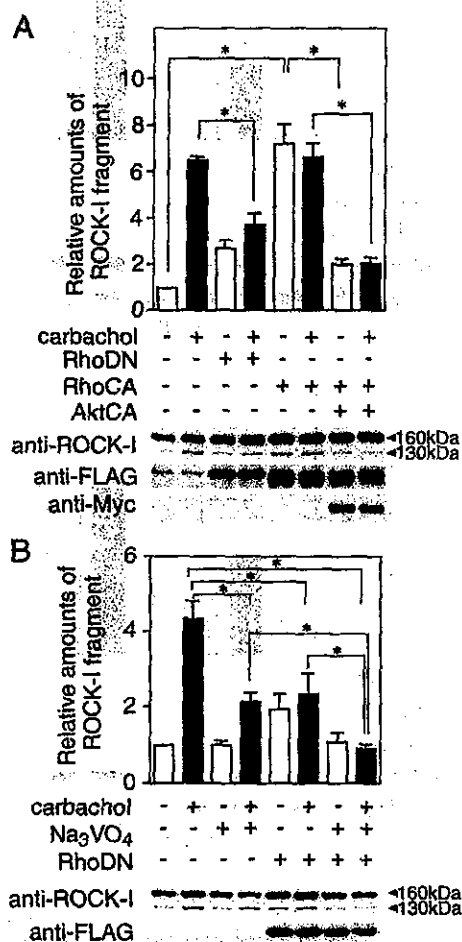 A
Relative amounts of
ROCK-I fragment
10
8
6
4
2
0
* * * *
carbachol - + - + - + - +
RhoDN - - + + - - - -
RhoCA - - - - + + + +
AktCA - - - - - - + +
anti-ROCK-I ◄160kDa
◄130kDa
anti-FLAG
anti-Myc
B
Relative amounts of
ROCK-I fragment
6
4
2
0
* * * * *
carbachol - + - + - + - +
Na₃VO₄ - - + + - - + +
RhoDN - - - - + + + +
anti-ROCK-I ◄160kDa
◄130kDa
anti-FLAG